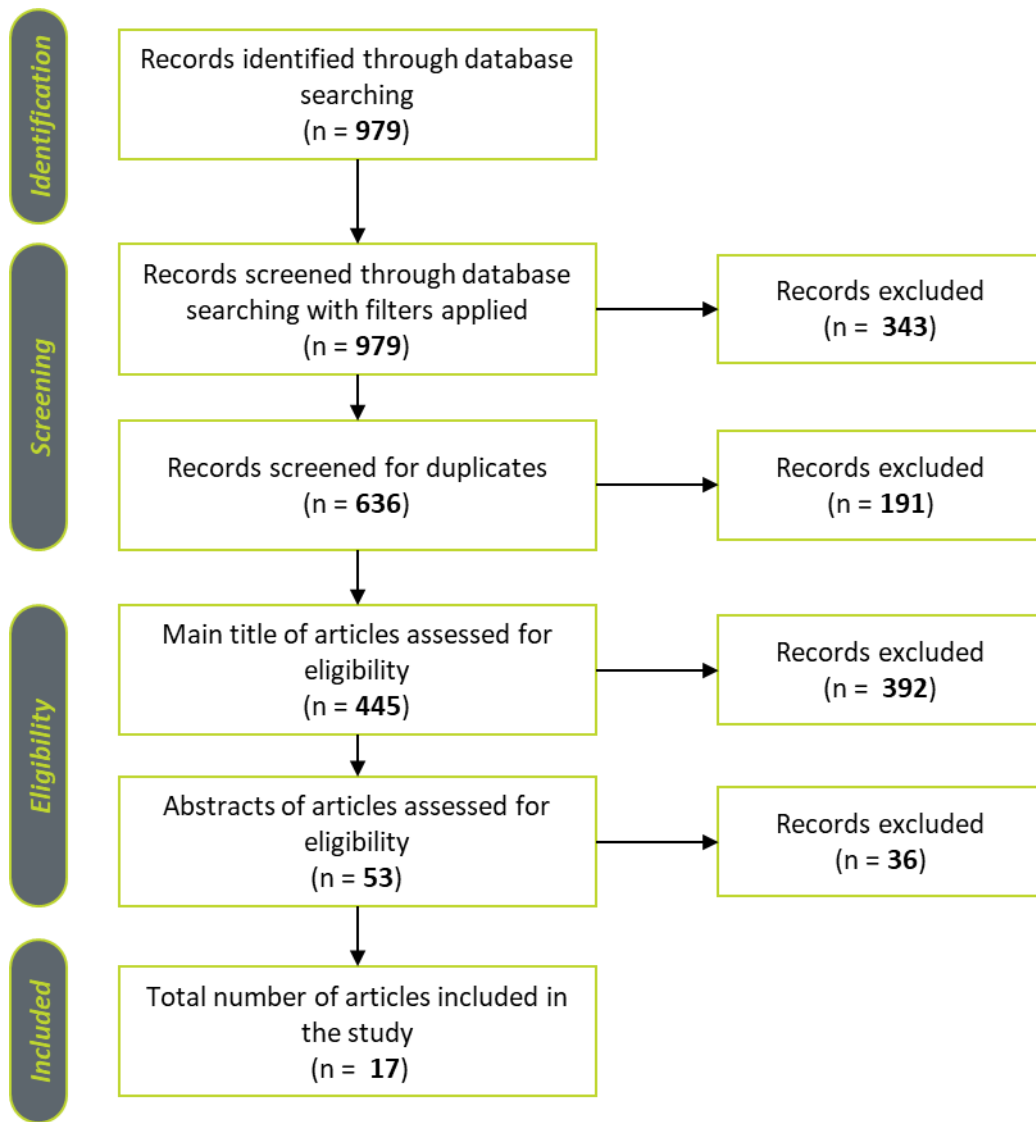 Identification
Records identified through database
searching
(n = 979)
Screening
Records screened through database
searching with filters applied
(n = 979)
Records excluded
(n =  343)
Records screened for duplicates
(n = 636)
Records excluded
(n = 191)
Eligibility
Main title of articles assessed for
eligibility
(n = 445)
Records excluded
(n =  392)
Abstracts of articles assessed for
eligibility
(n = 53)
Records excluded
(n = 36)
Included
Total number of articles included in
the study
(n =  17)